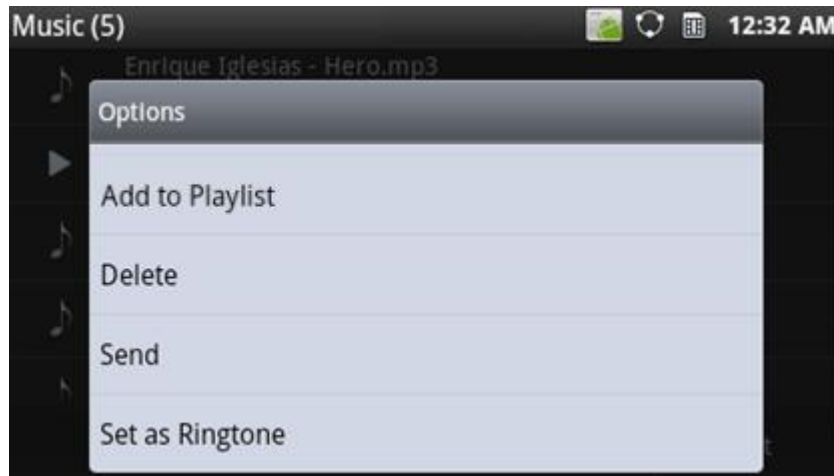 Music (5)
12:32 AM
Enrique Iglesias - Hero.mp3
Options
Add to Playlist
Delete
Send
Set as Ringtone